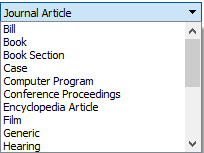 Journal Article
Bill
Book
Book Section
Case
Computer Program
Conference Proceedings
Encyclopedia Article
Film
Generic
Hearing